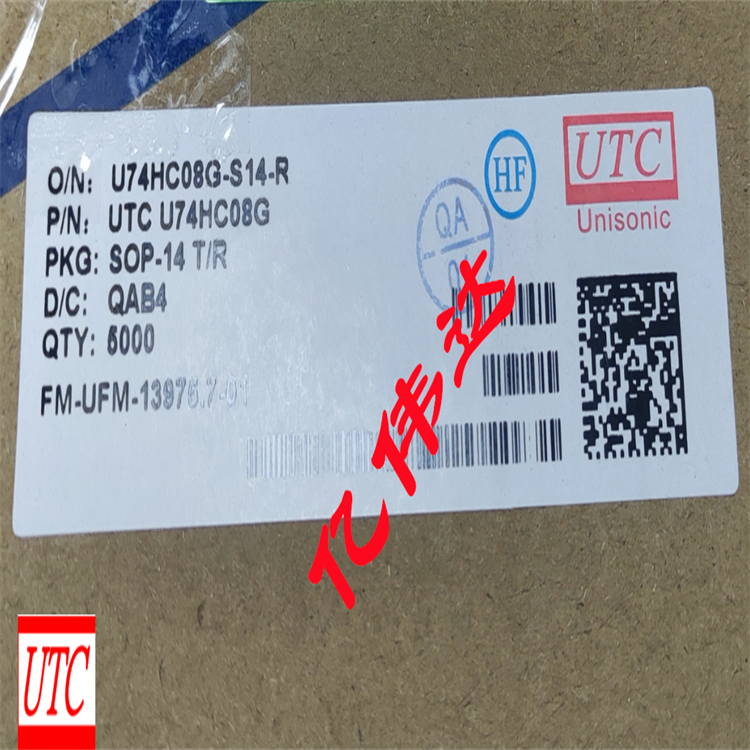 O/N: U74HC08G-S14-R
P/N: UTC U74HC08G
PKG: SOP-14 T/R
D/C: QAB4
QTY: 5000
FM-UFM-13976.7-01
HF
UTC
Unisonic
QA
亿伟达
UTC